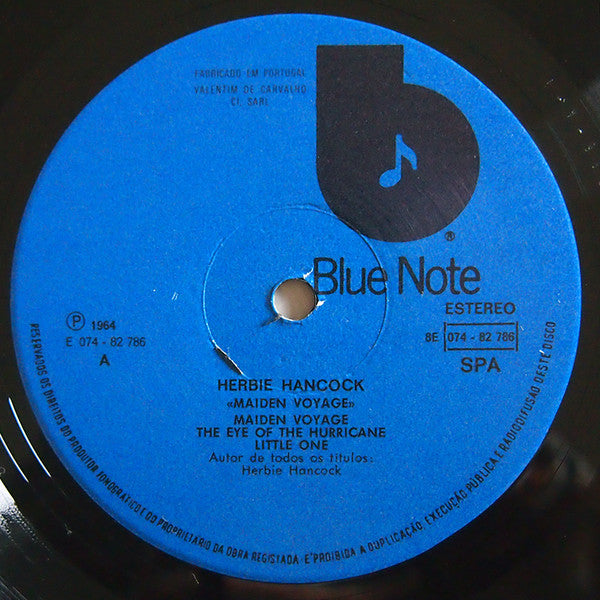 FABRICADO EM PORTUGAL
VALENTIM DE CARVALHO
CI, SARL
Blue Note
®
ESTEREO
Ⓟ 1964
E 074 - 82 786
A
8E 074 - 82 786
SPA
HERBIE HANCOCK
«MAIDEN VOYAGE»
MAIDEN VOYAGE
THE EYE OF THE HURRICANE
LITTLE ONE
Autor de todos os títulos:
Herbie Hancock
RESERVADOS OS DIREITOS DO PRODUTOR FONOGRÁFICO E DO PROPRIETÁRIO DA OBRA REGISTADA. É PROIBIDA A DUPLICAÇÃO, EXECUÇÃO PÚBLICA E RADIODIFUSÃO DESTE DISCO